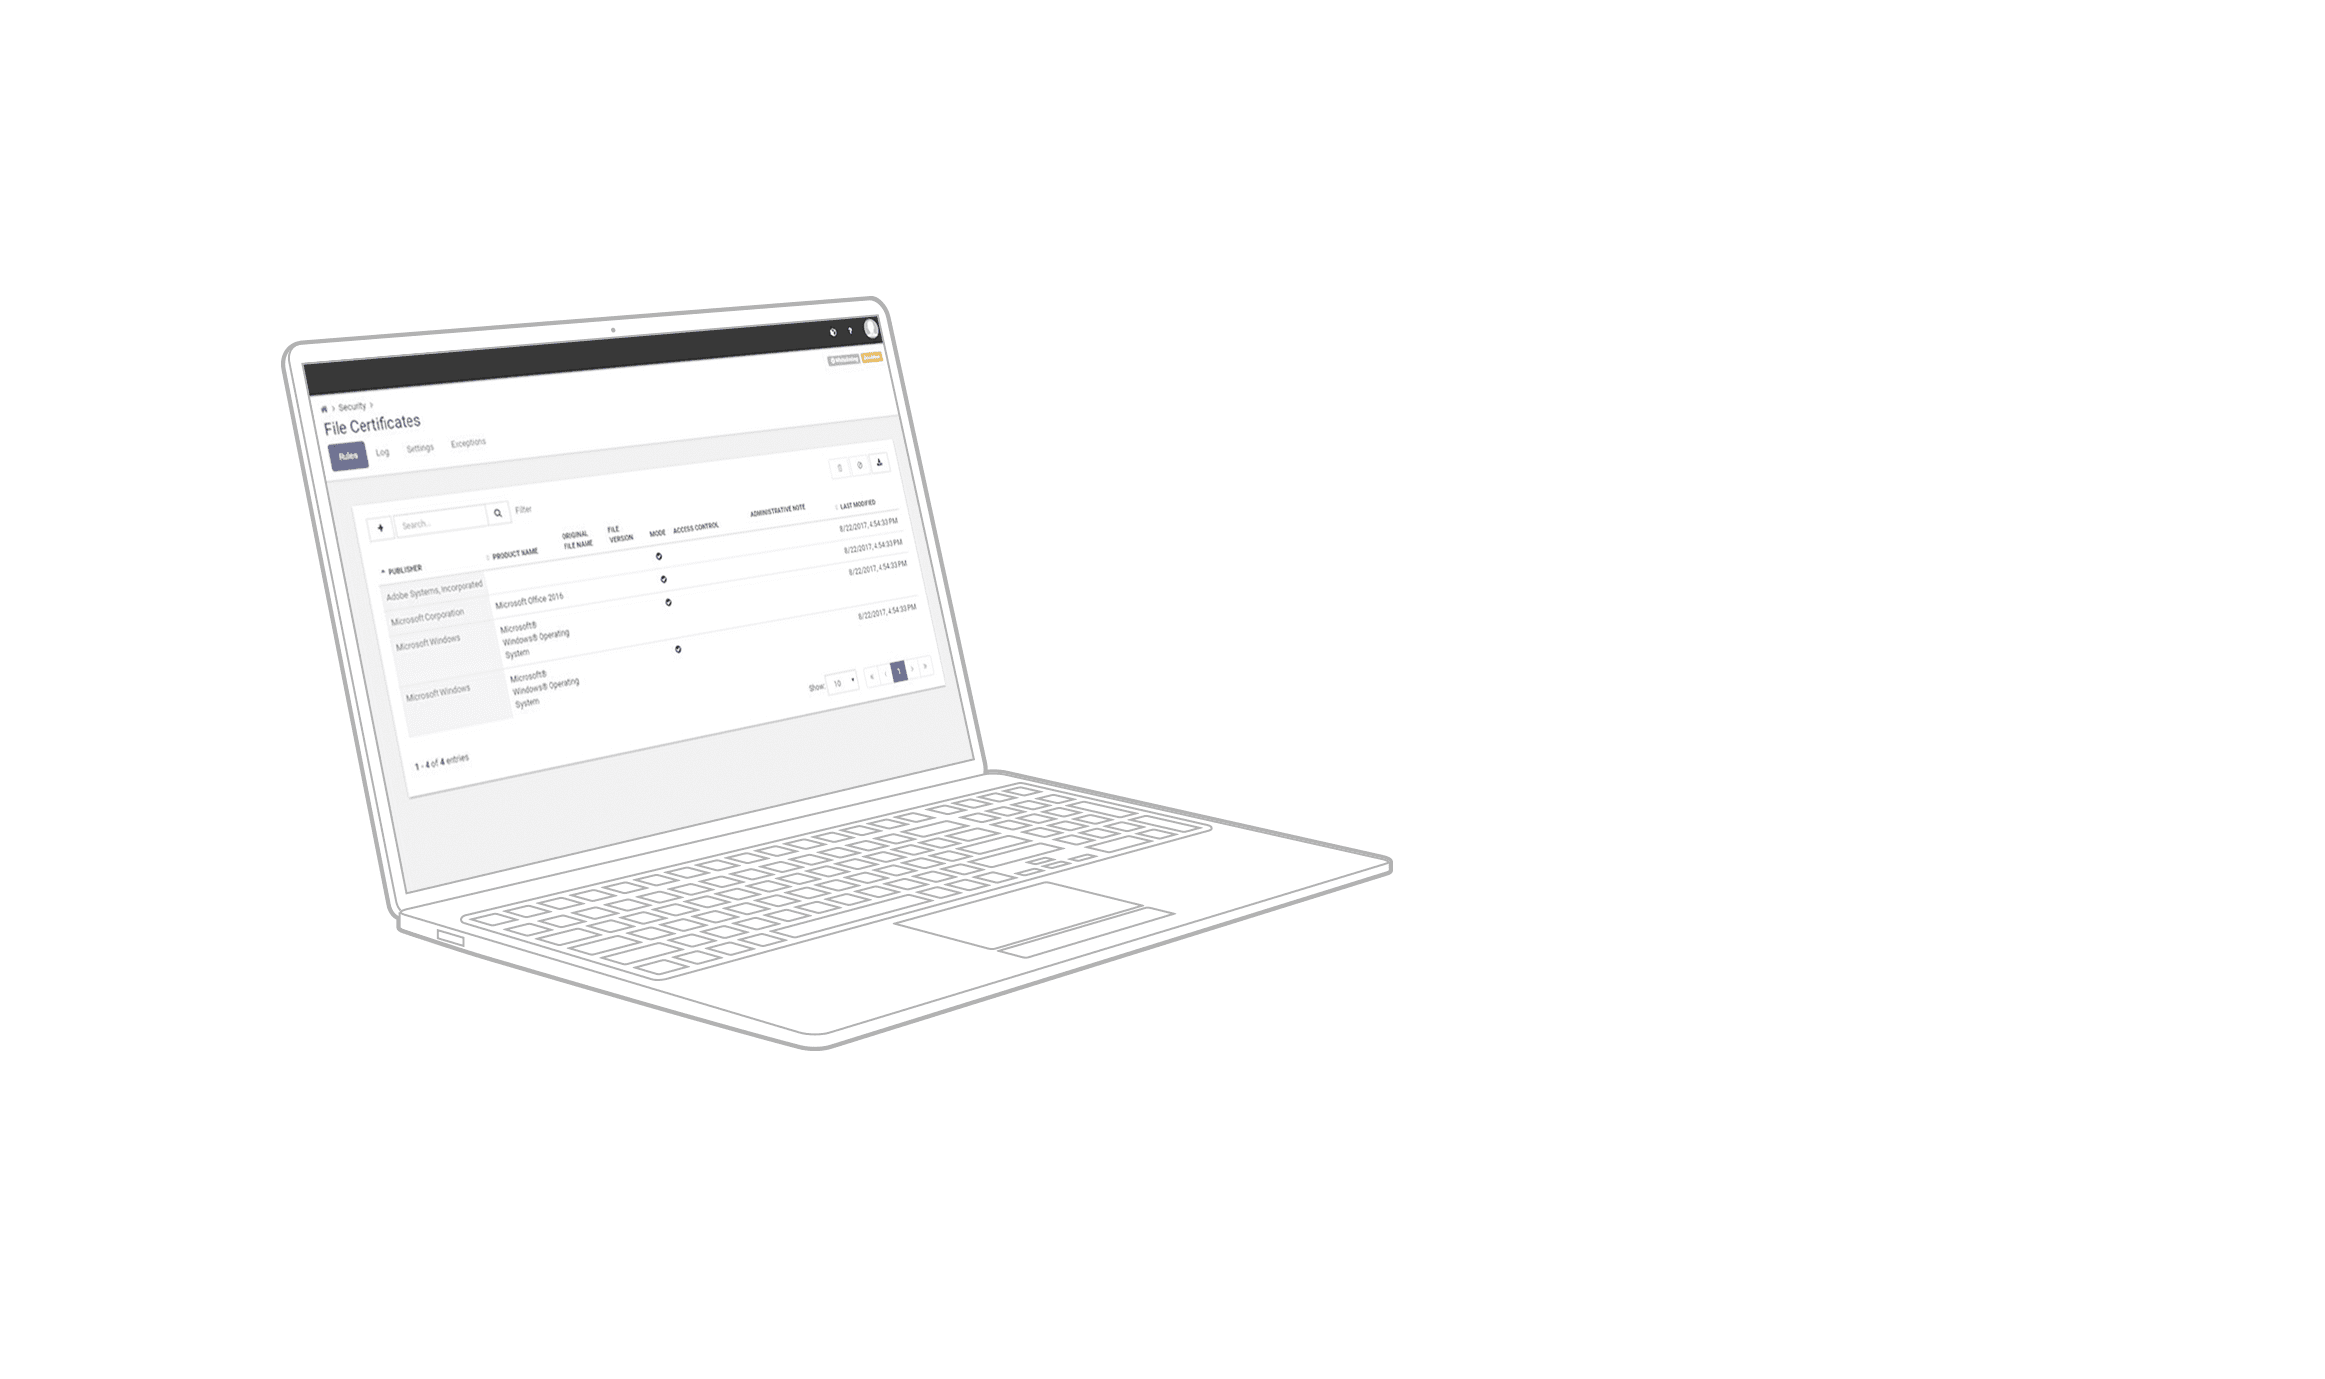 Security
File Certificates
Rules Log Settings Exceptions
Search... Filter
PUBLISHER PRODUCT NAME ORIGINAL FILE NAME FILE VERSION MODE ACCESS CONTROL ADMINISTRATIVE NOTE LAST MODIFIED
Adobe Systems, Incorporated 8/22/2017, 4:54:33 PM
Microsoft Corporation Microsoft Office 2016 8/22/2017, 4:54:33 PM
Microsoft Windows Microsoft® Windows® Operating System 8/22/2017, 4:54:33 PM
Microsoft Windows Microsoft® Windows® Operating System 8/22/2017, 4:54:33 PM
Show: 10 « ‹ 1 › »
1 - 4 of 4 entries